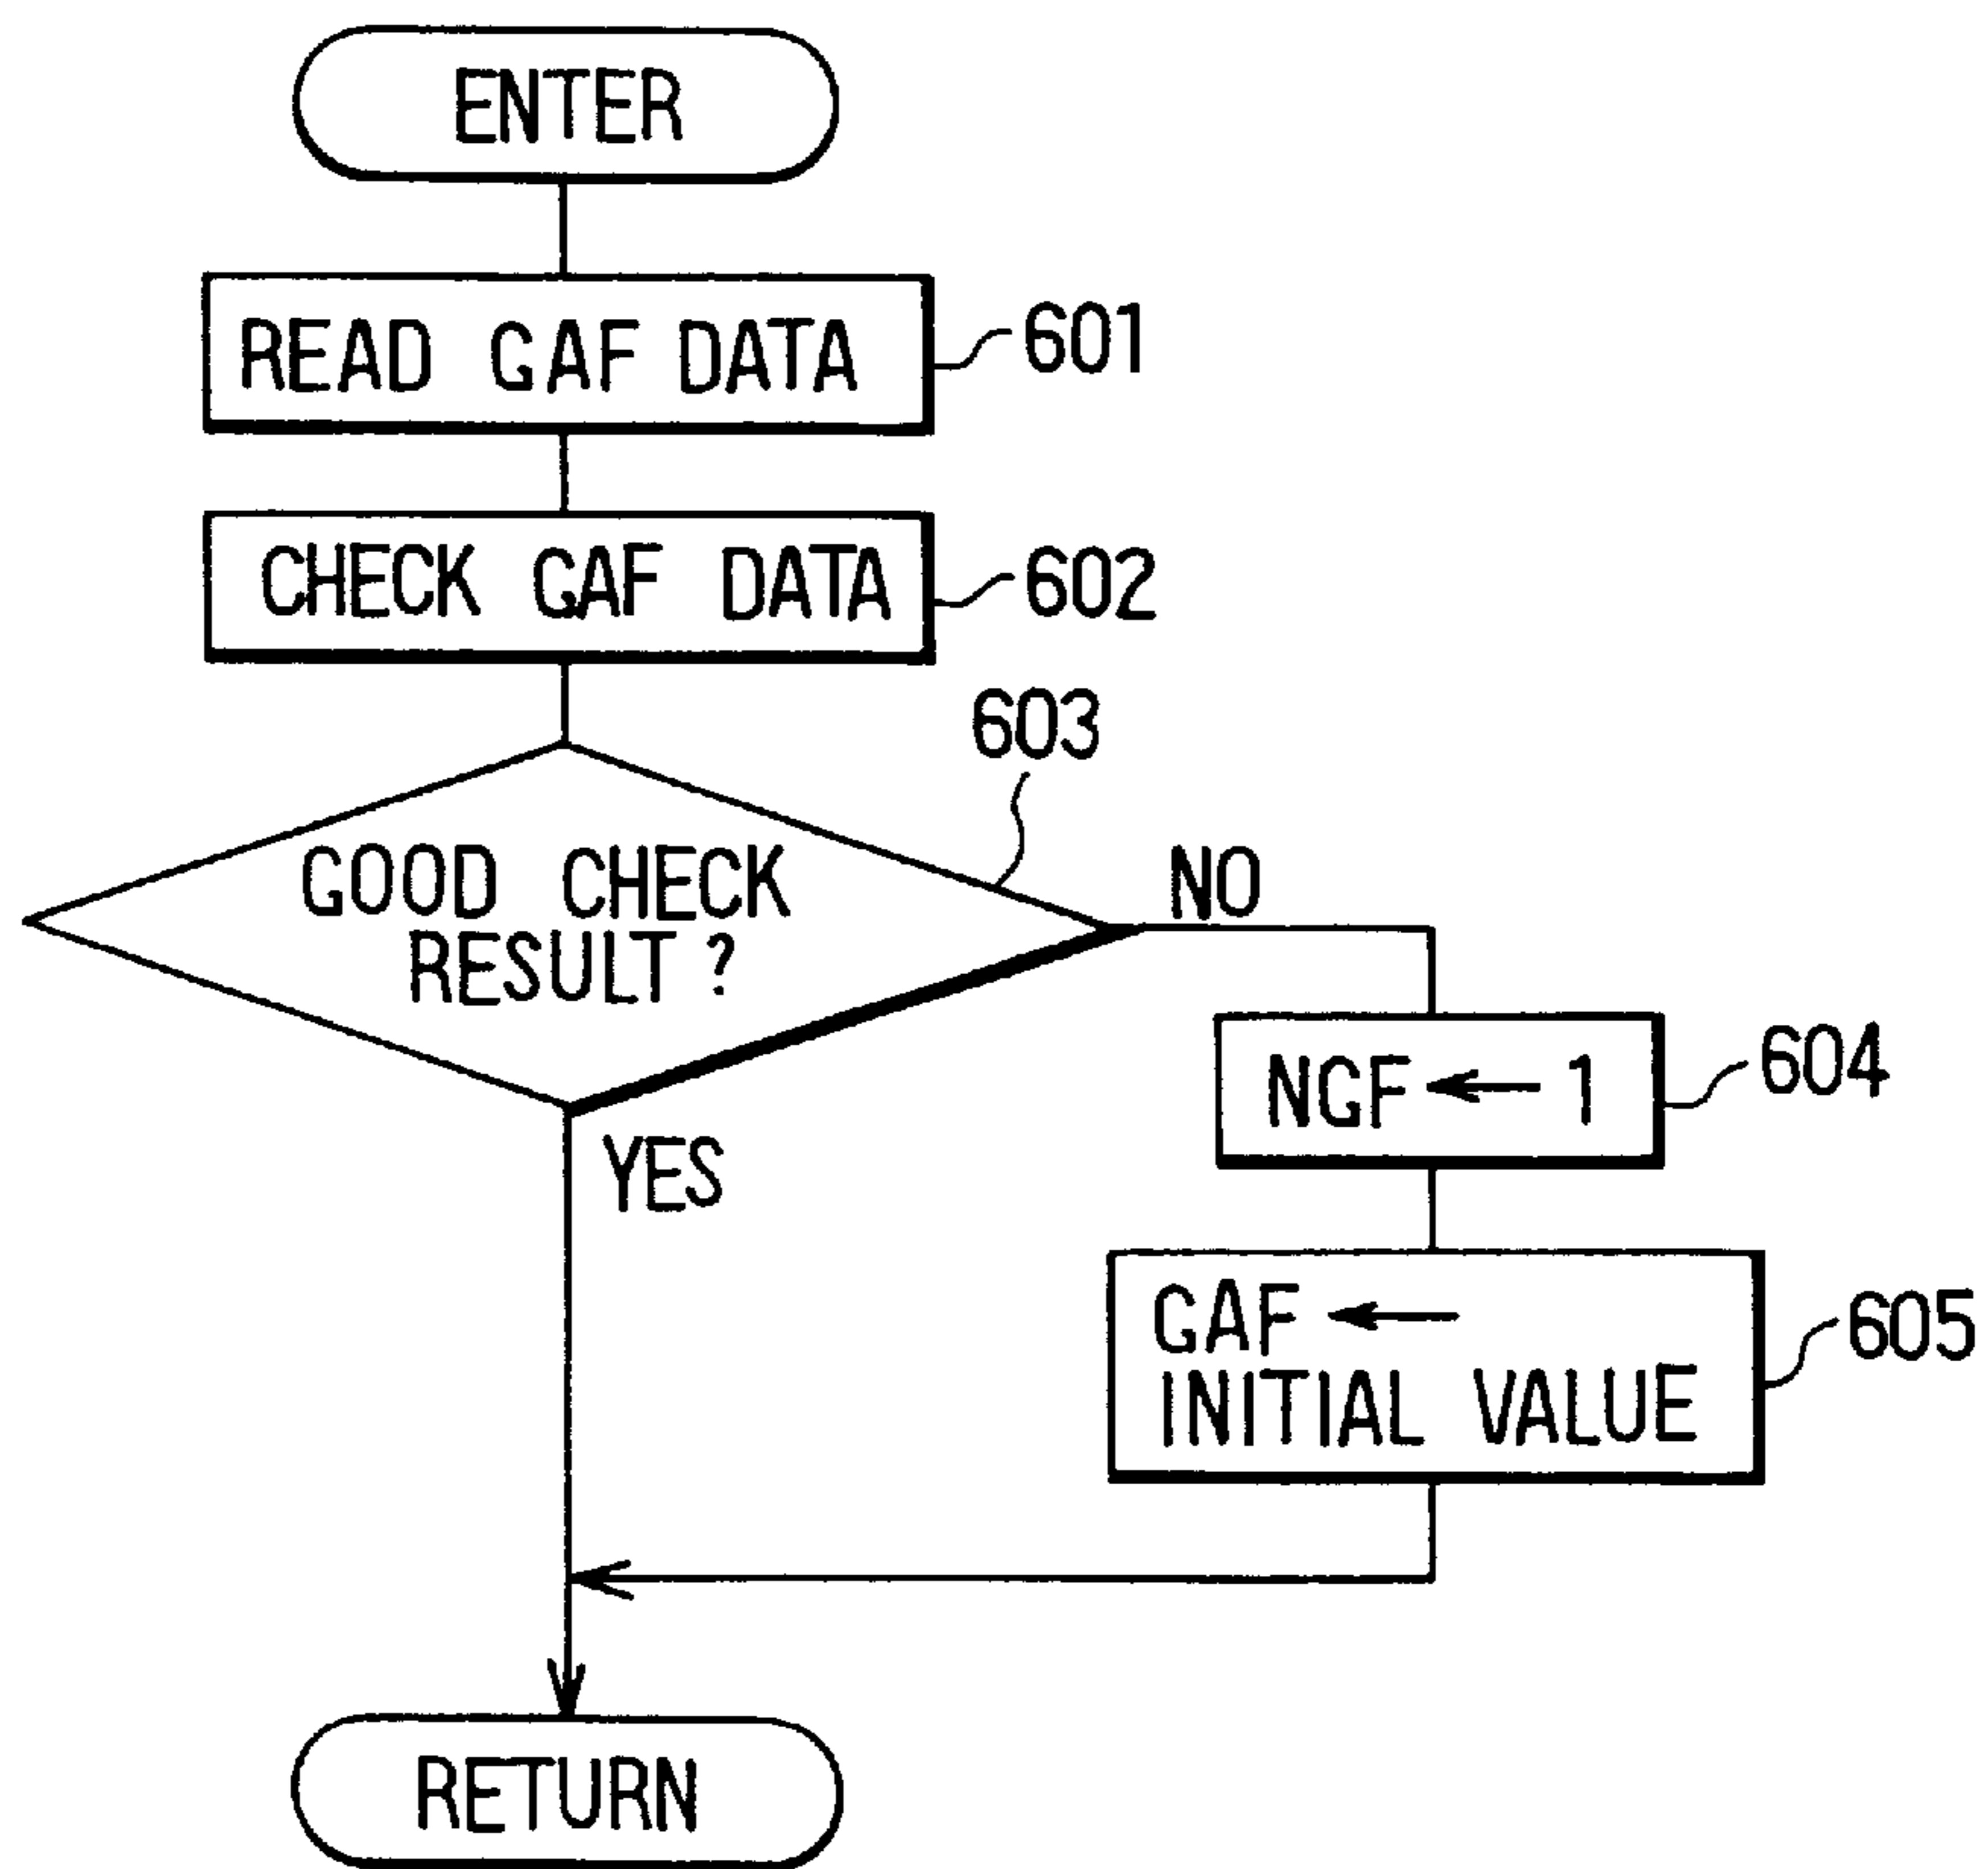 ENTER
READ GAF DATA
601
CHECK GAF DATA
602
603
GOOD CHECK
RESULT ?
NO
YES
NGF ← 1
604
GAF ←
INITIAL VALUE
605
RETURN